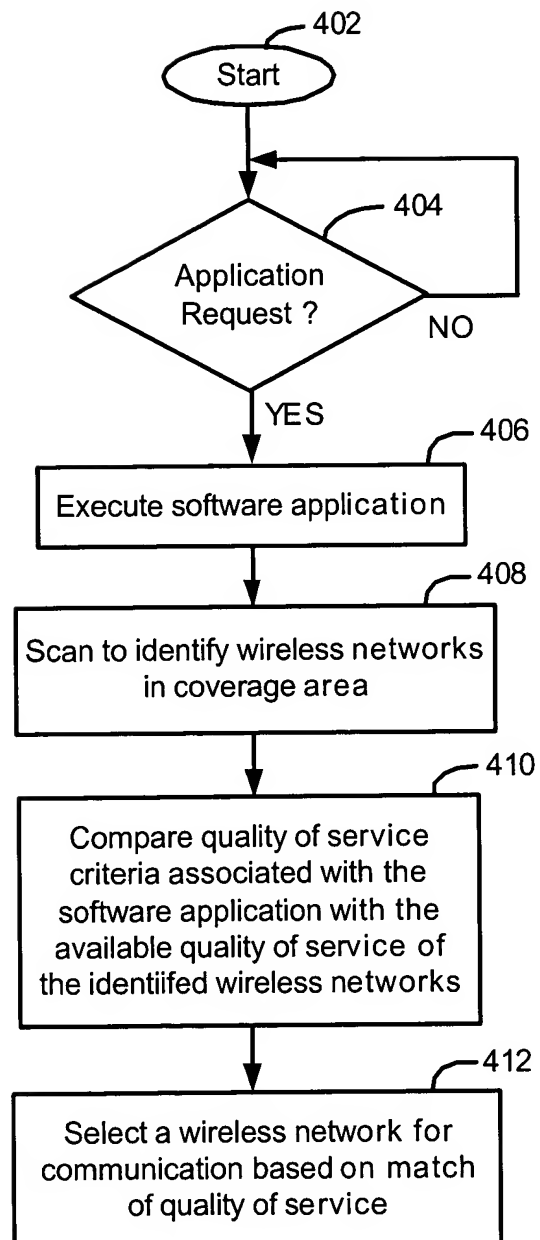 402
Start
404
Application
Request ?
NO
YES
406
Execute software application
408
Scan to identify wireless networks
in coverage area
410
Compare quality of service
criteria associated with the
software application with the
available quality of service of
the identiifed wireless networks
412
Select a wireless network for
communication based on match
of quality of service